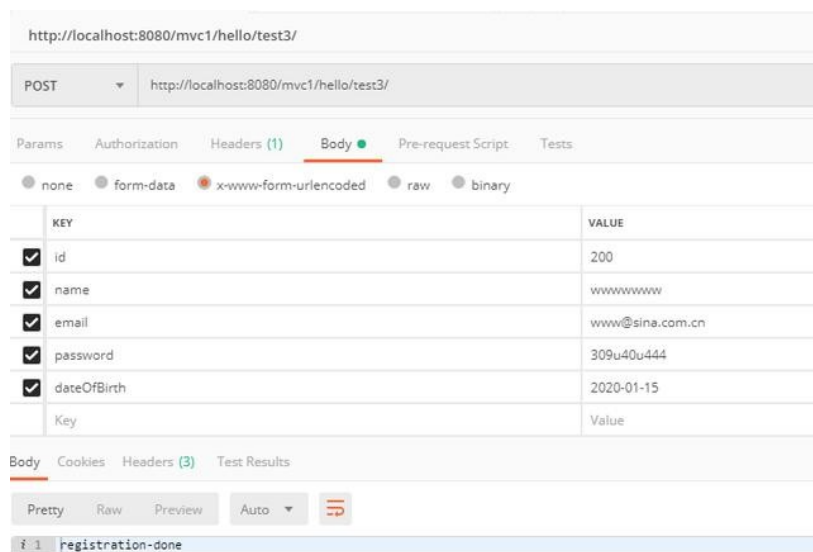 http://localhost:8080/mvc1/hello/test3/
POST http://localhost:8080/mvc1/hello/test3/
Params Authorization Headers (1) Body Pre-request Script Tests
none form-data x-www-form-urlencoded raw binary
KEY VALUE
id 200
name wwwwwww
email www@sina.com.cn
password 309u40u444
dateOfBirth 2020-01-15
Key Value
Body Cookies Headers (3) Test Results
Pretty Raw Preview Auto
i 1 registration-done